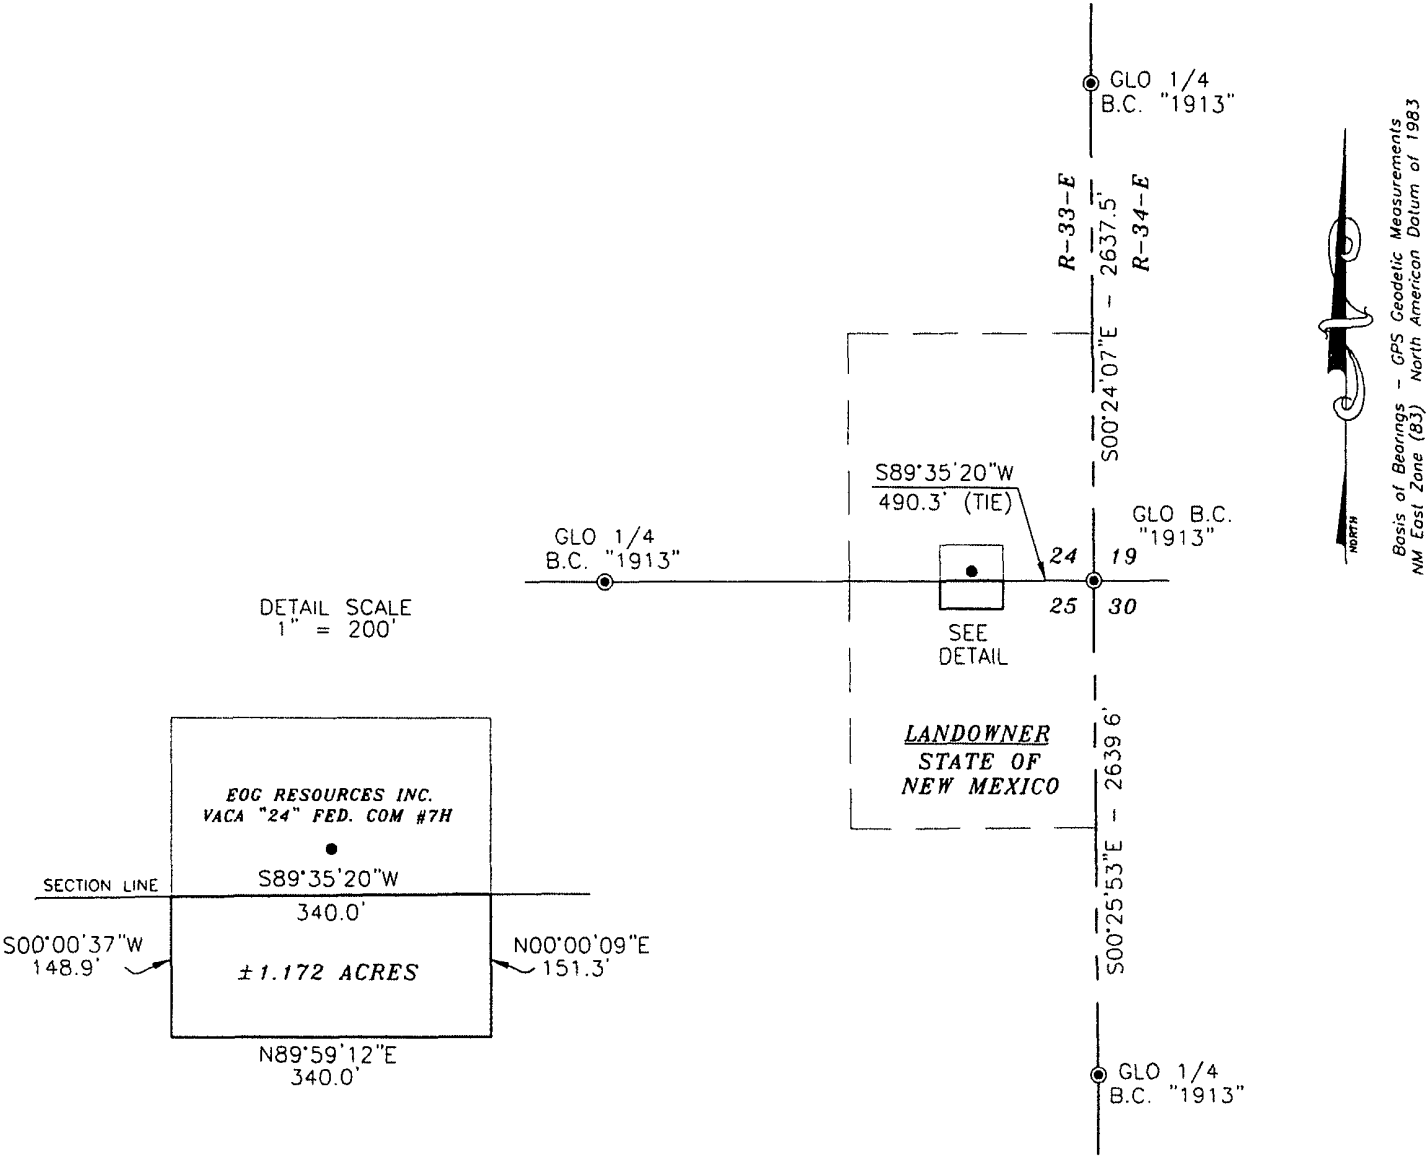 GLO 1/4
B.C. "1913"
R-33-E
S00°24'07"E - 2637.5'
R-34-E
S89°35'20"W
490.3' (TIE)
GLO 1/4
B.C. "1913"
GLO B.C.
"1913"
24
19
25
30
SEE
DETAIL
DETAIL SCALE
1" = 200'
LANDOWNER
STATE OF
NEW MEXICO
S00°25'53"E - 2639 6'
EOG RESOURCES INC.
VACA "24" FED. COM #7H
SECTION LINE
S89°35'20"W
340.0'
S00°00'37"W
148.9'
N00°00'09"E
151.3'
±1.172 ACRES
N89°59'12"E
340.0'
GLO 1/4
B.C. "1913"
NORTH
Basis of Bearings - GPS Geodetic Measurements
NM East Zone (83) North American Datum of 1983